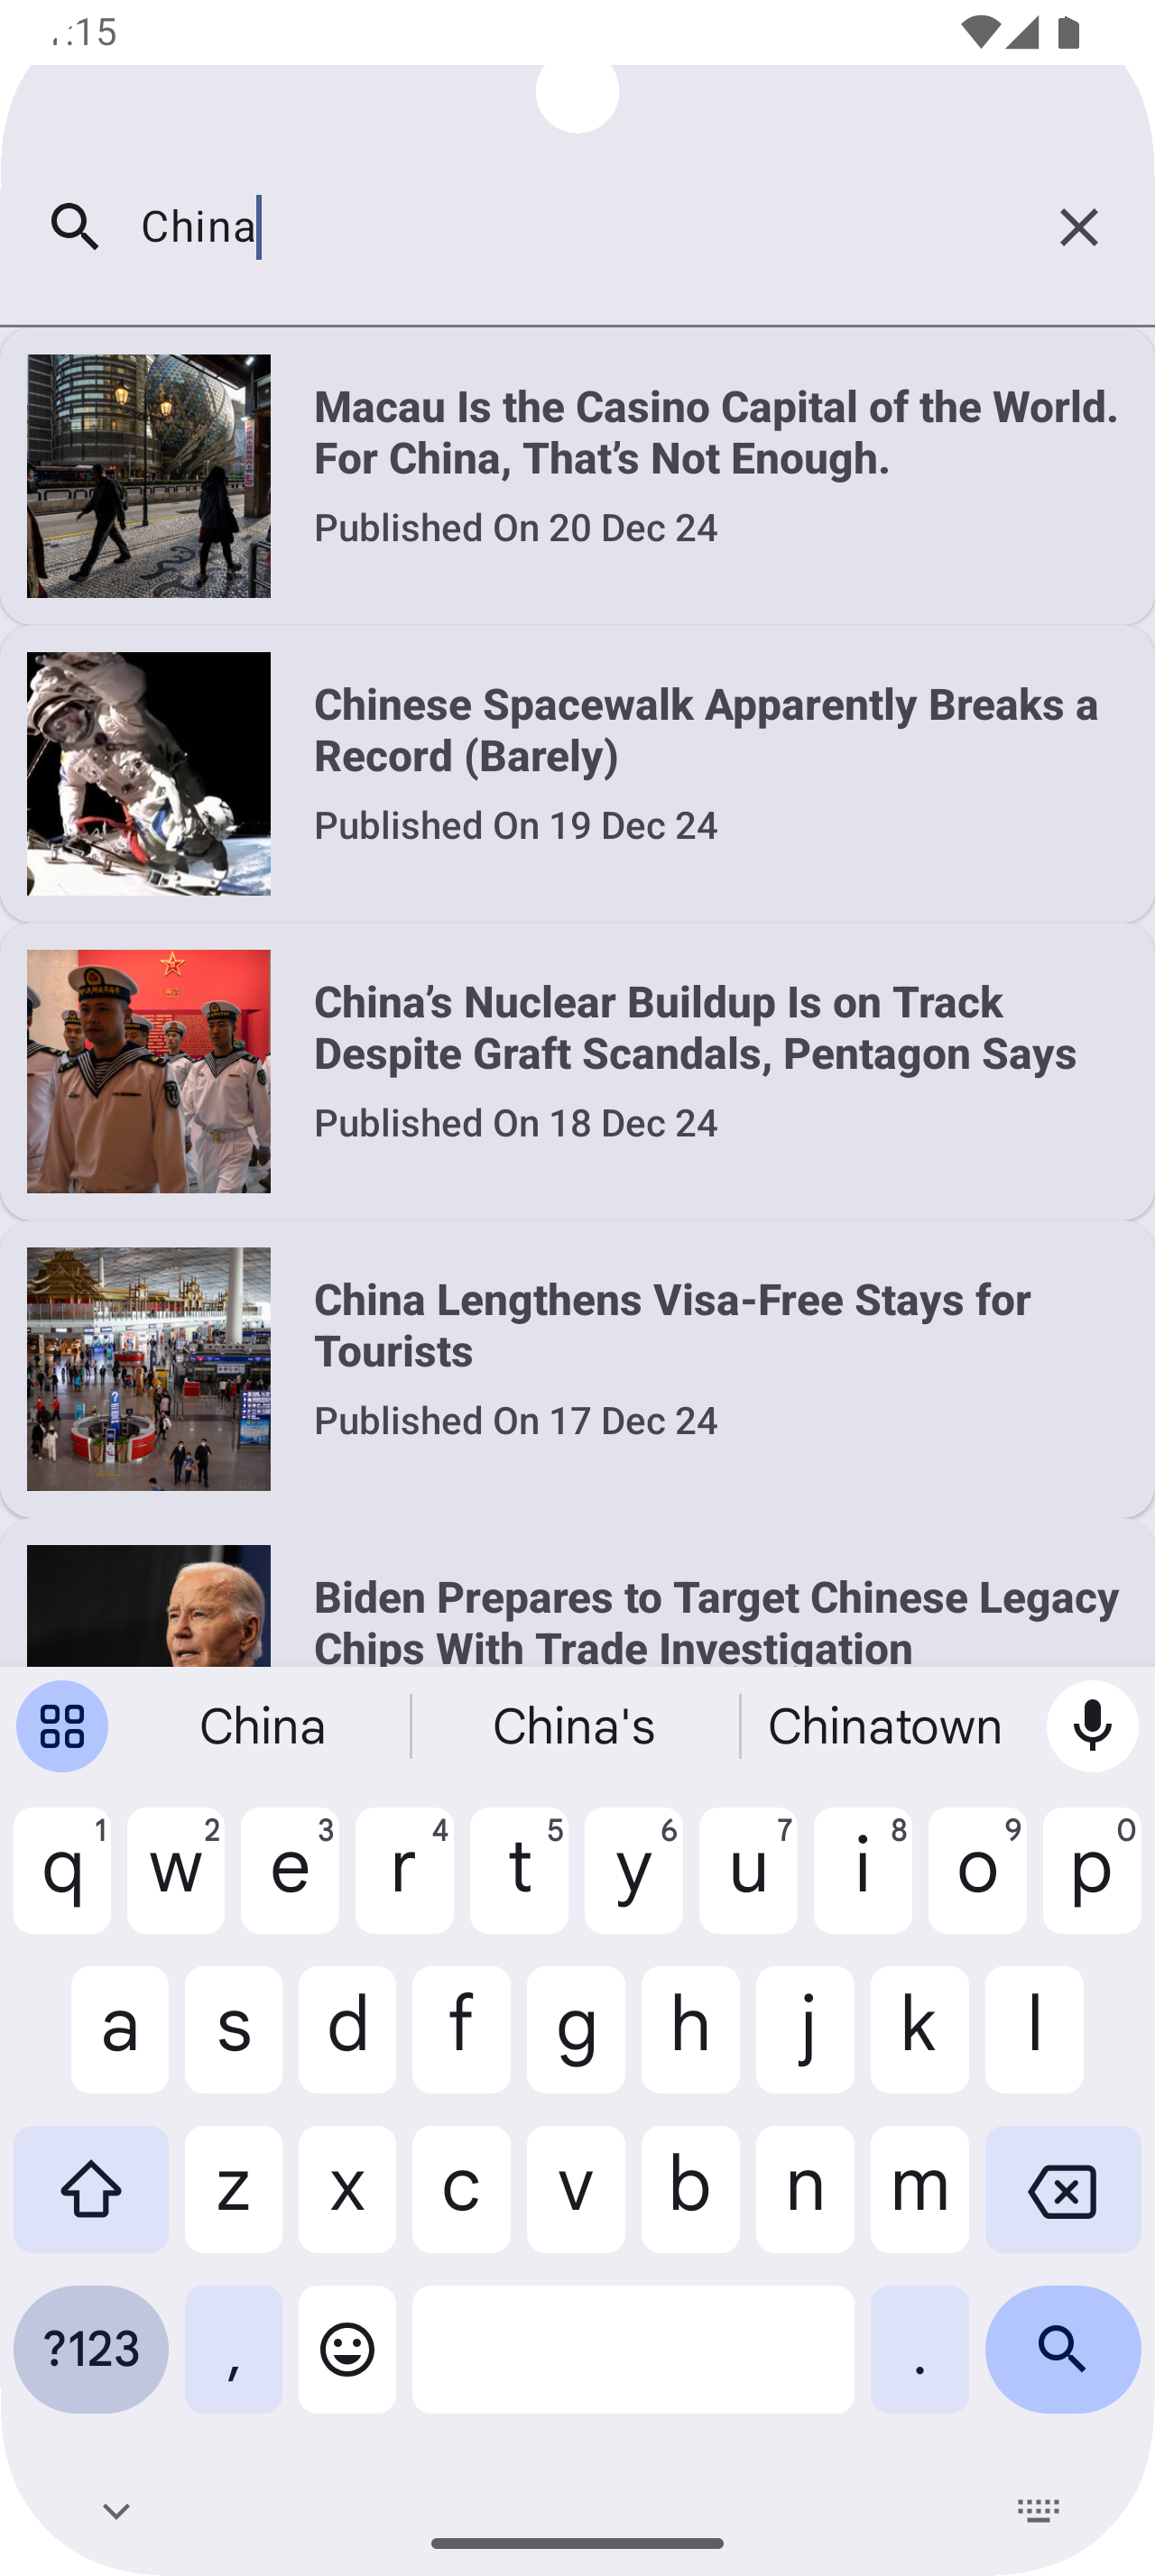 :15
China
Macau Is the Casino Capital of the World.
For China, That’s Not Enough.
Published On 20 Dec 24
Chinese Spacewalk Apparently Breaks a
Record (Barely)
Published On 19 Dec 24
China’s Nuclear Buildup Is on Track
Despite Graft Scandals, Pentagon Says
Published On 18 Dec 24
China Lengthens Visa-Free Stays for
Tourists
Published On 17 Dec 24
Biden Prepares to Target Chinese Legacy
Chips With Trade Investigation
China China's Chinatown
1 2 3 4 5 6 7 8 9 0
q w e r t y u i o p
a s d f g h j k l
z x c v b n m
?123 , .